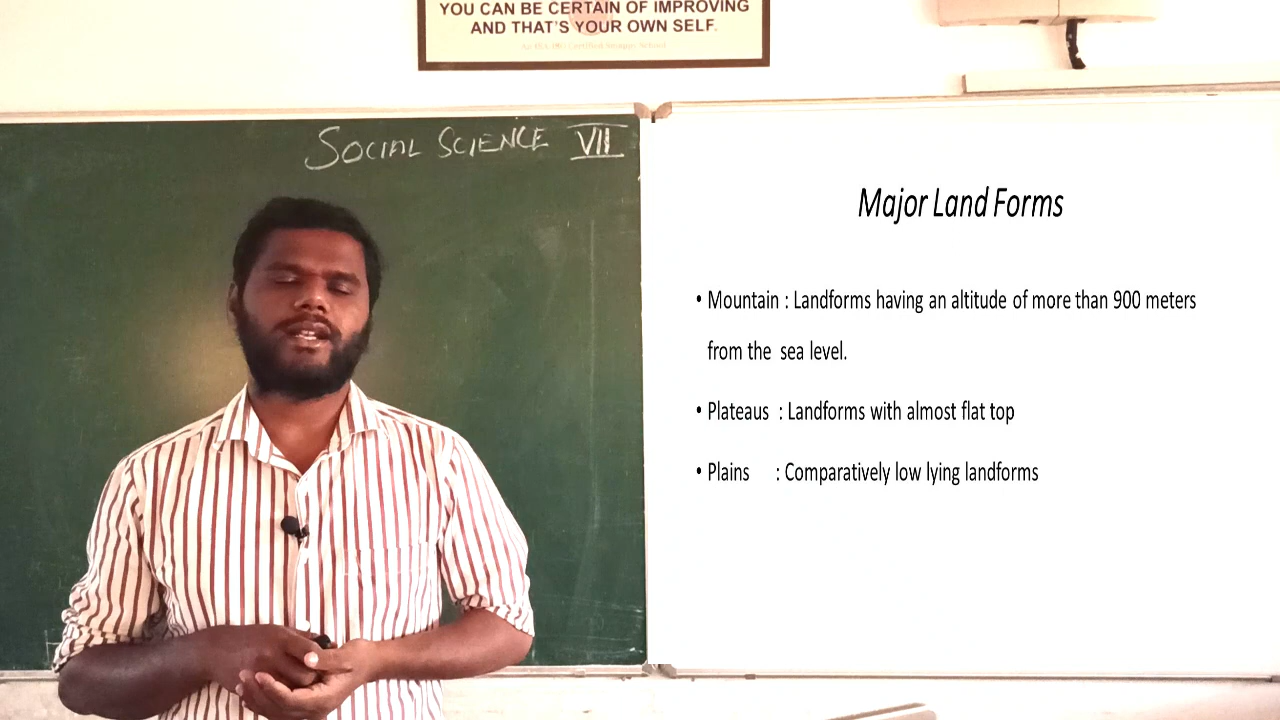 YOU CAN BE CERTAIN OF IMPROVING
AND THAT'S YOUR OWN SELF.
SOCIAL SCIENCE VII
Major Land Forms
• Mountain : Landforms having an altitude of more than 900 meters
from the sea level.
• Plateaus : Landforms with almost flat top
• Plains : Comparatively low lying landforms